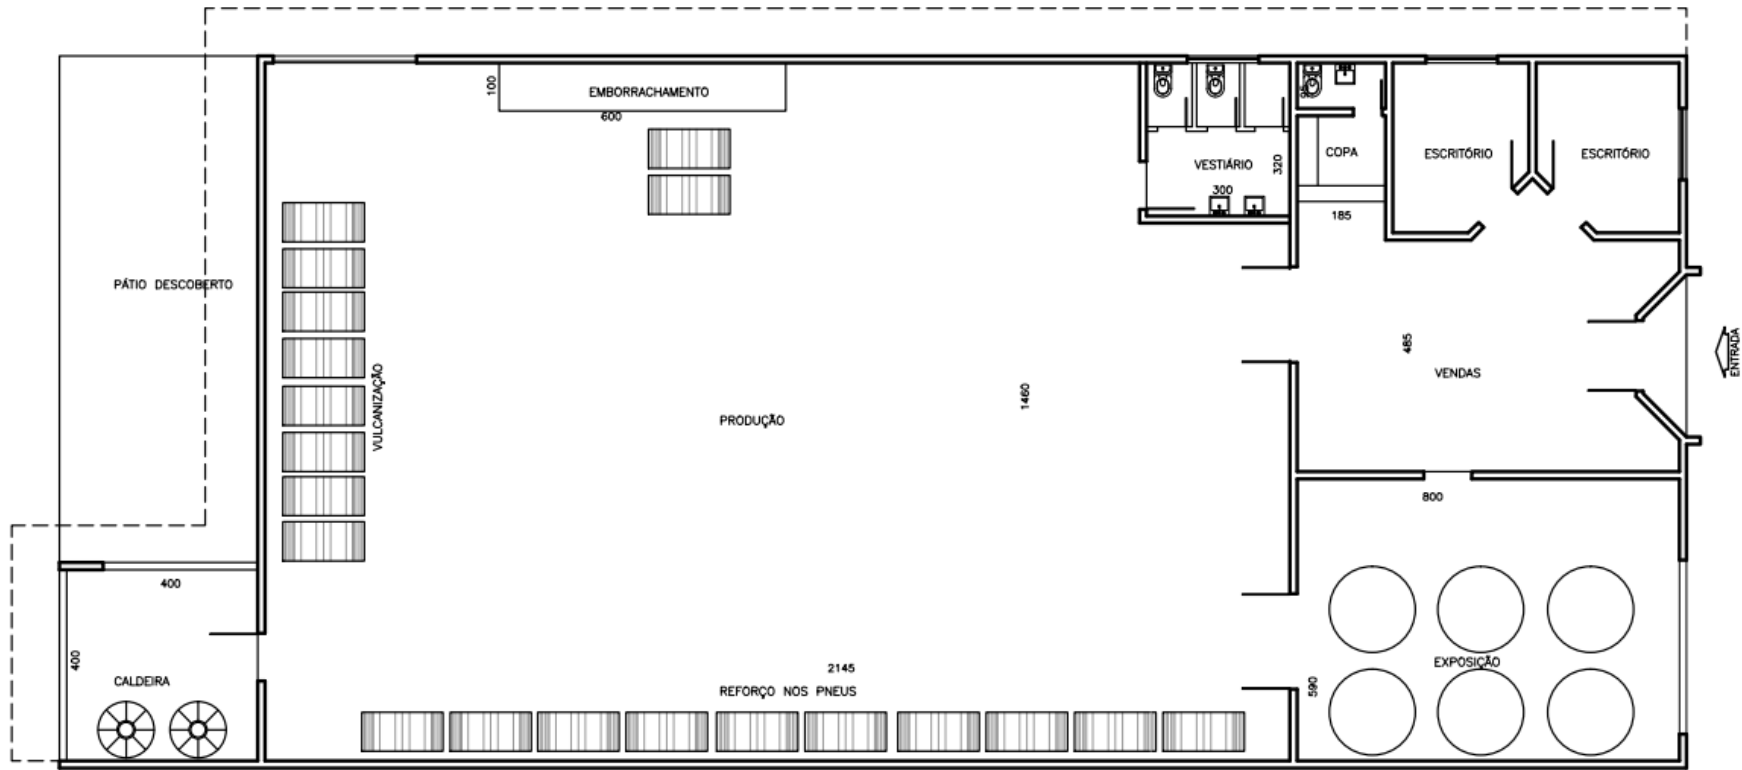 100
EMBORRACHAMENTO
600
95
VESTIÁRIO
320
300
COPA
185
ESCRITÓRIO
ESCRITÓRIO
PÁTIO DESCOBERTO
VULCANIZAÇÃO
PRODUÇÃO
1460
485
VENDAS
ENTRADA
800
400
400
CALDEIRA
2145
REFORÇO NOS PNEUS
590
EXPOSIÇÃO